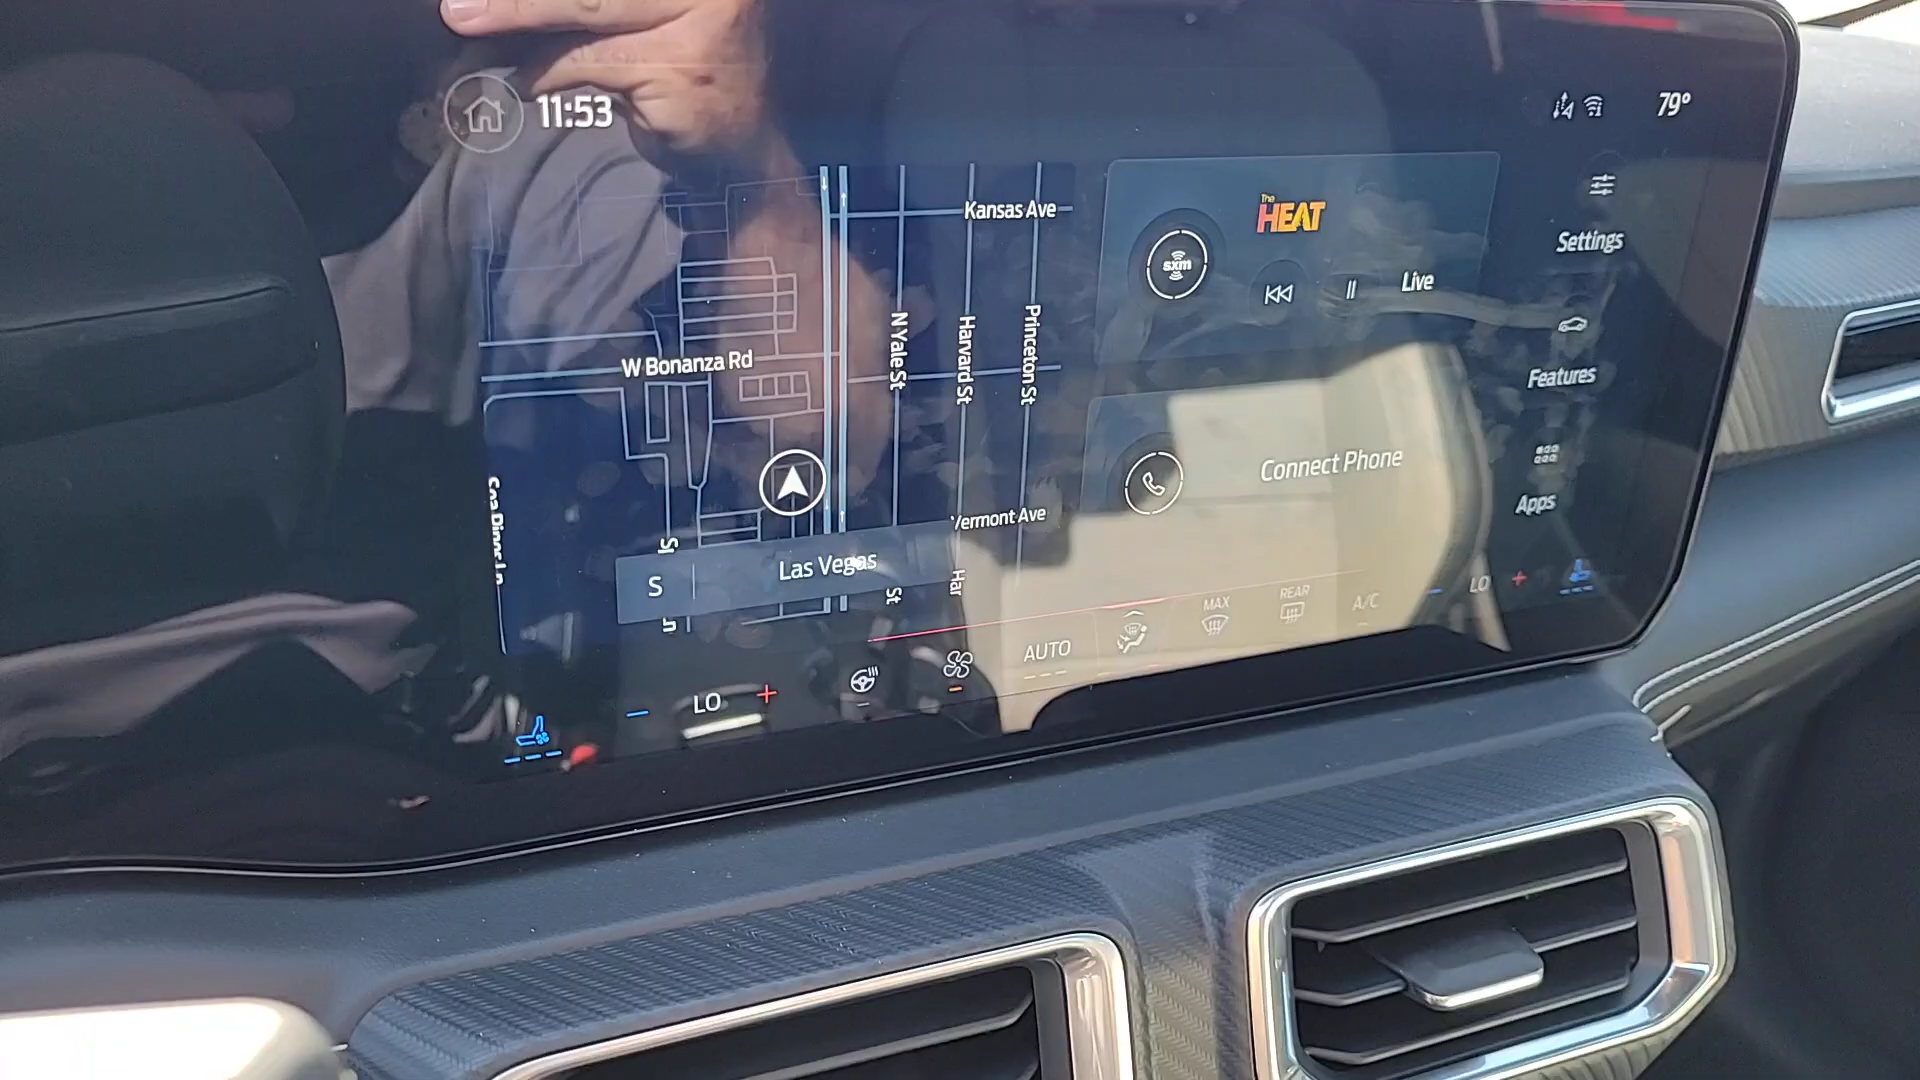 11:53
79°
Kansas Ave
The
HEAT
sxm
Live
Settings
N Yale St
Harvard St
Princeton St
W Bonanza Rd
Features
Connect Phone
Apps
Vermont Ave
Las Vegas
S
St
Har
LO
AUTO
MAX
REAR
A/C
LO